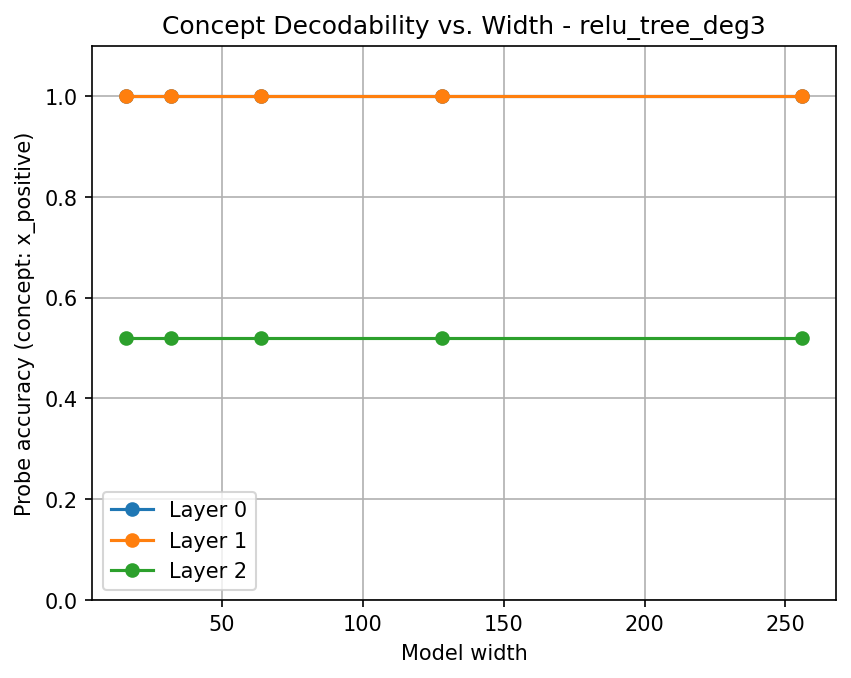 Concept Decodability vs. Width - relu_tree_deg3
Probe accuracy (concept: x_positive)
1.0
0.8
0.6
0.4
0.2
0.0
Layer 0
Layer 1
Layer 2
50
100
150
200
250
Model width